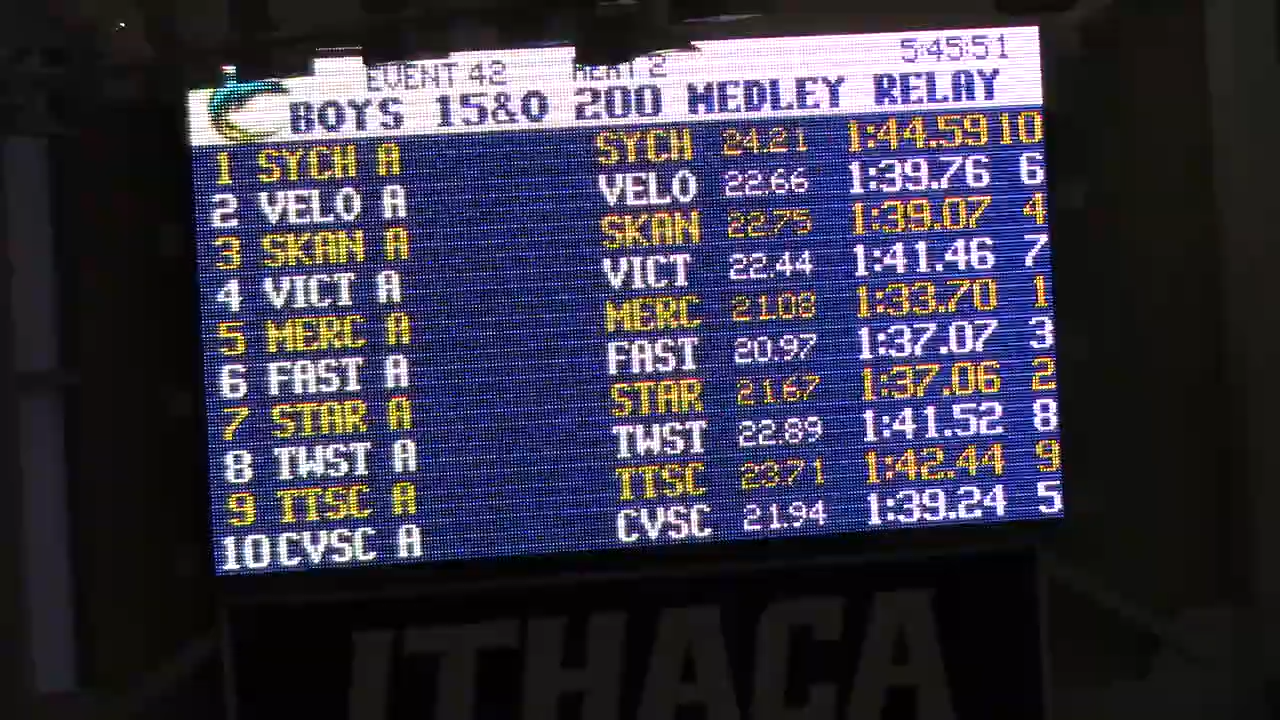 5:45:51
EVENT 42 HEAT 2
BOYS 15&O 200 MEDLEY RELAY
1 SYCH A SYCH 24.21 1:44.59 10
2 VELO A VELO 22.66 1:39.76 6
3 SKAN A SKAN 22.75 1:39.07 4
4 VICT A VICT 22.44 1:41.46 7
5 MERC A MERC 21.08 1:33.70 1
6 FAST A FAST 20.97 1:37.07 3
7 STAR A STAR 21.67 1:37.06 2
8 TWST A TWST 22.89 1:41.52 8
9 TTSC A TTSC 23.71 1:42.44 9
10 CVSC A CVSC 21.94 1:39.24 5
ITHACA